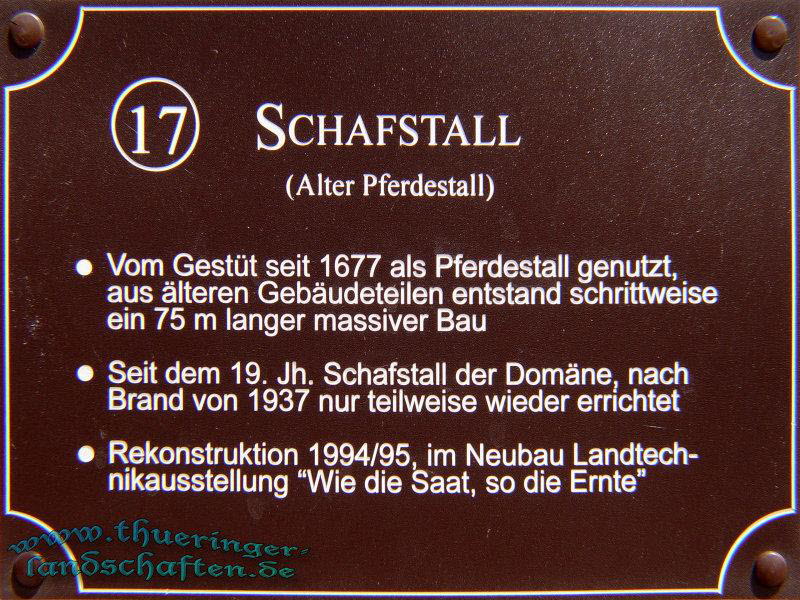 17
SCHAFSTALL
(Alter Pferdestall)
● Vom Gestüt seit 1677 als Pferdestall genutzt,
aus älteren Gebäudeteilen entstand schrittweise
ein 75 m langer massiver Bau
● Seit dem 19. Jh. Schafstall der Domäne, nach
Brand von 1937 nur teilweise wieder errichtet
● Rekonstruktion 1994/95, im Neubau Landtech-
nikausstellung “Wie die Saat, so die Ernte”
www.thueringer-
landschaften.de